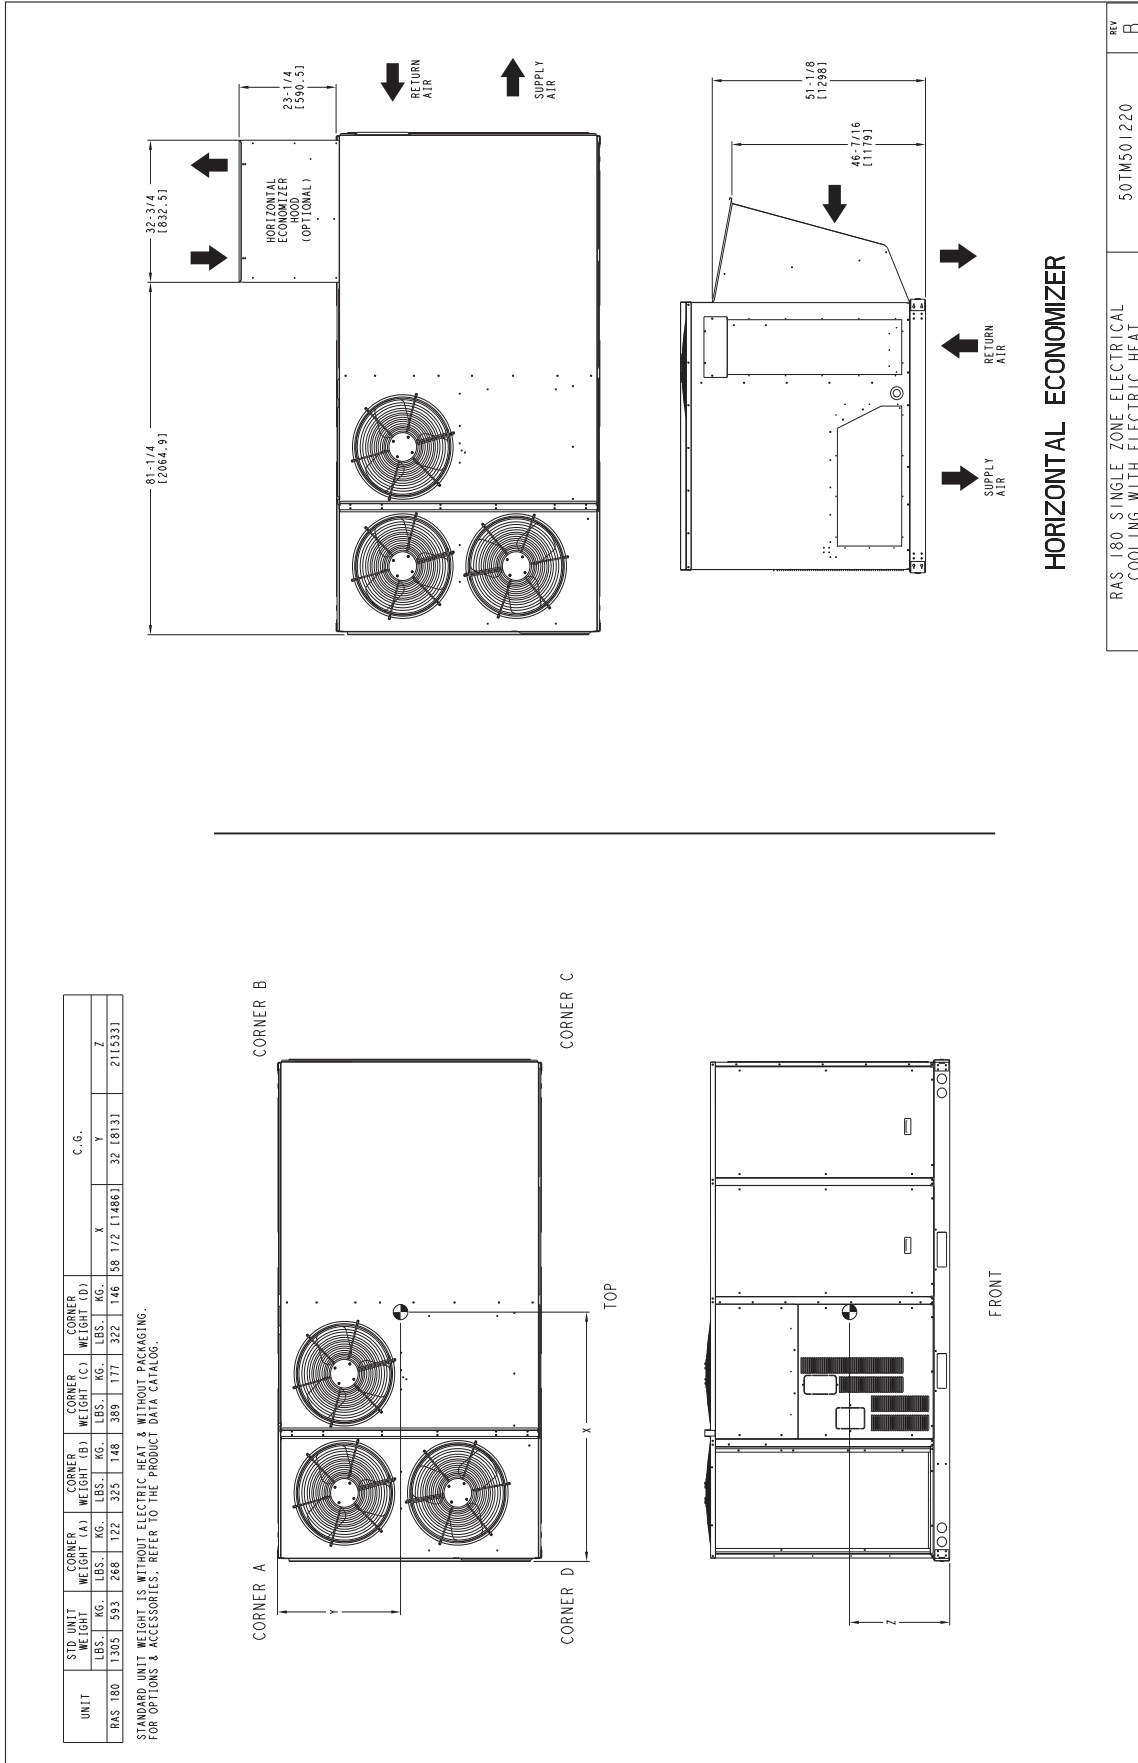 UNIT
STD UNIT
WEIGHT
CORNER
WEIGHT (A)
CORNER
WEIGHT (B)
CORNER
WEIGHT (C)
CORNER
WEIGHT (D)
C.G.
LBS. KG. LBS. KG. LBS. KG. LBS. KG. LBS. KG. X Y Z
RAS 180 1305 593 268 122 325 148 389 177 322 146 58 1/2 [1486] 32 [813] 21[533]
STANDARD UNIT WEIGHT IS WITHOUT ELECTRIC HEAT & WITHOUT PACKAGING.
FOR OPTIONS & ACCESSORIES, REFER TO THE PRODUCT DATA CATALOG.
CORNER A
CORNER B
Y
X
CORNER D
CORNER C
TOP
Z
FRONT
81-1/4
[2064.9]
32-3/4
[832.5]
23-1/4
[590.5]
HORIZONTAL
ECONOMIZER
HOOD
(OPTIONAL)
RETURN
AIR
SUPPLY
AIR
51-1/8
[1298]
46-7/16
[1179]
SUPPLY
AIR
RETURN
AIR
HORIZONTAL ECONOMIZER
RAS 180 SINGLE ZONE ELECTRICAL
COOLING WITH ELECTRIC HEAT
50TM501220
REV